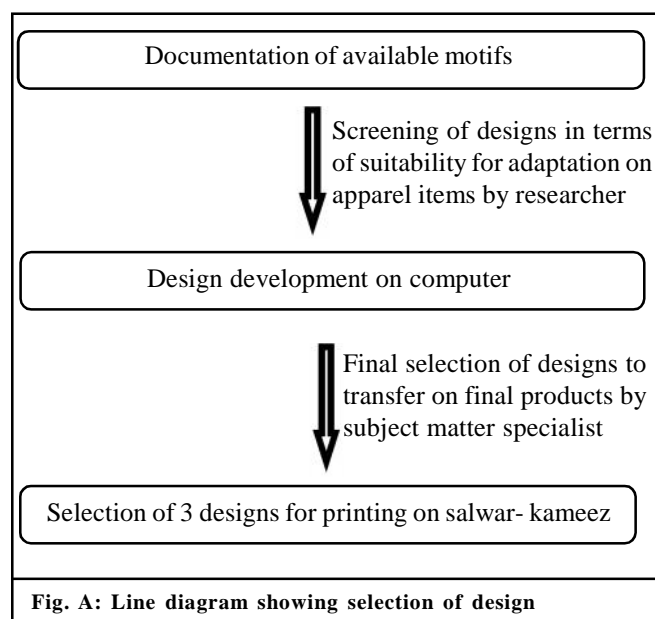 Documentation of available motifs
Screening of designs in terms
of suitability for adaptation on
apparel items by researcher
Design development on computer
Final selection of designs to
transfer on final products by
subject matter specialist
Selection of 3 designs for printing on salwar- kameez
Fig. A: Line diagram showing selection of design